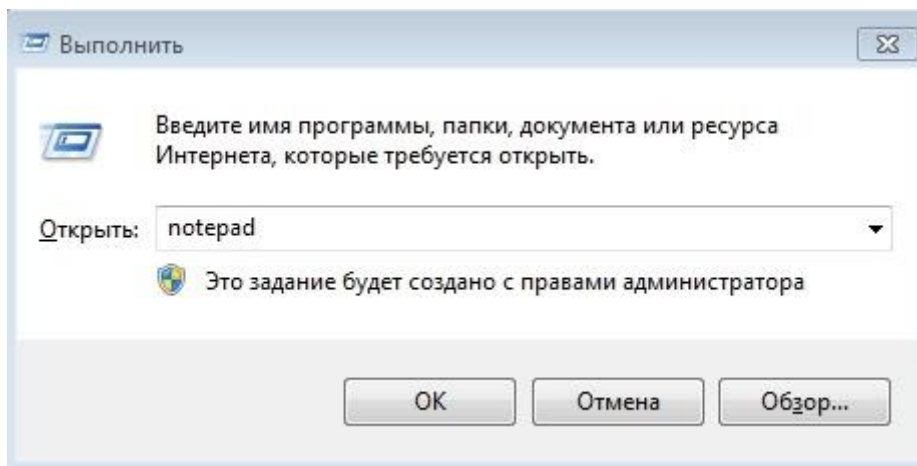 Выполнить
Введите имя программы, папки, документа или ресурса
Интернета, которые требуется открыть.
Открыть: notepad
Это задание будет создано с правами администратора
OK Отмена Обзор...